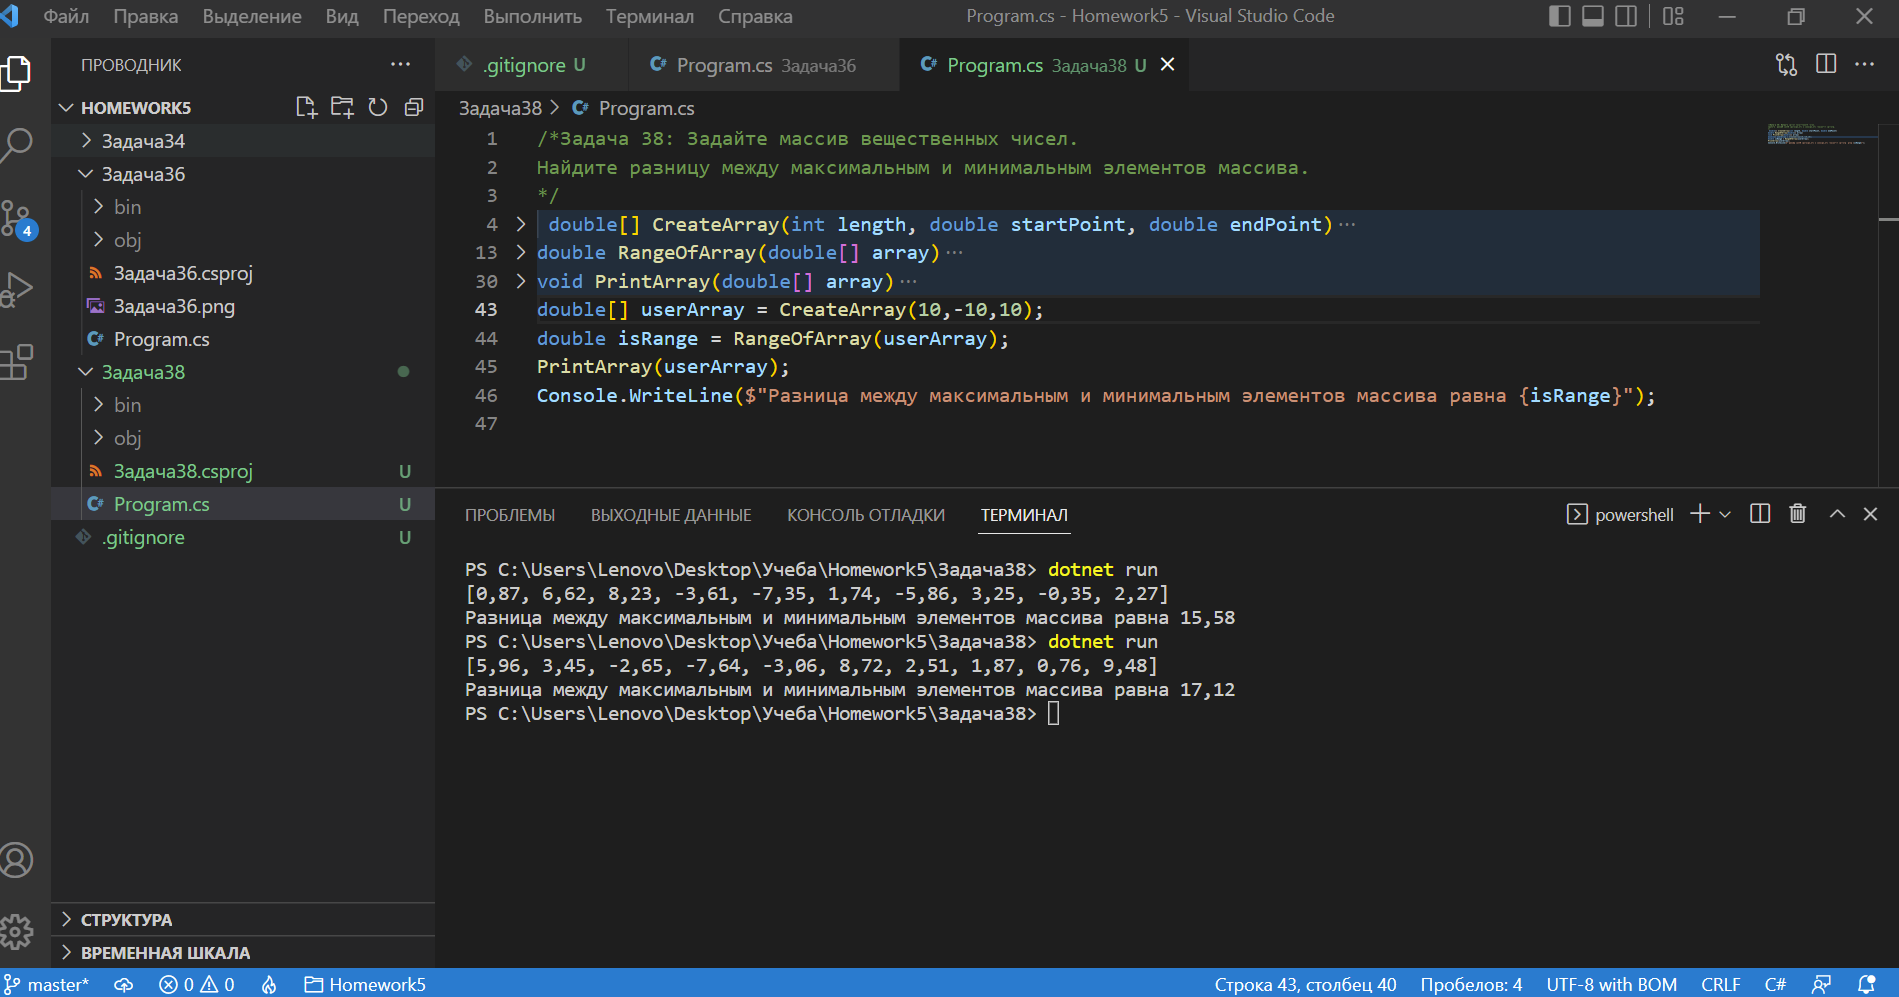 Файл Правка Выделение Вид Переход Выполнить Терминал Справка Program.cs - Homework5 - Visual Studio Code
ПРОВОДНИК
HOMEWORK5
Задача34
Задача36
bin
obj
Задача36.csproj
Задача36.png
Program.cs
Задача38
bin
obj
Задача38.csproj U
Program.cs U
.gitignore U
СТРУКТУРА
ВРЕМЕННАЯ ШКАЛА
4
.gitignore U Program.cs Задача36 Program.cs Задача38 U
Задача38 > Program.cs
1 /*Задача 38: Задайте массив вещественных чисел.
2 Найдите разницу между максимальным и минимальным элементов массива.
3 */
4 double[] CreateArray(int length, double startPoint, double endPoint)···
13 double RangeOfArray(double[] array)···
30 void PrintArray(double[] array)···
43 double[] userArray = CreateArray(10,-10,10);
44 double isRange = RangeOfArray(userArray);
45 PrintArray(userArray);
46 Console.WriteLine($"Разница между максимальным и минимальным элементов массива равна {isRange}");
47
ПРОБЛЕМЫ ВЫХОДНЫЕ ДАННЫЕ КОНСОЛЬ ОТЛАДКИ ТЕРМИНАЛ powershell
PS C:\Users\Lenovo\Desktop\Учеба\Homework5\Задача38> dotnet run
[0,87, 6,62, 8,23, -3,61, -7,35, 1,74, -5,86, 3,25, -0,35, 2,27]
Разница между максимальным и минимальным элементов массива равна 15,58
PS C:\Users\Lenovo\Desktop\Учеба\Homework5\Задача38> dotnet run
[5,96, 3,45, -2,65, -7,64, -3,06, 8,72, 2,51, 1,87, 0,76, 9,48]
Разница между максимальным и минимальным элементов массива равна 17,12
PS C:\Users\Lenovo\Desktop\Учеба\Homework5\Задача38>
master* 0 0 Homework5 Строка 43, столбец 40 Пробелов: 4 UTF-8 with BOM CRLF C#